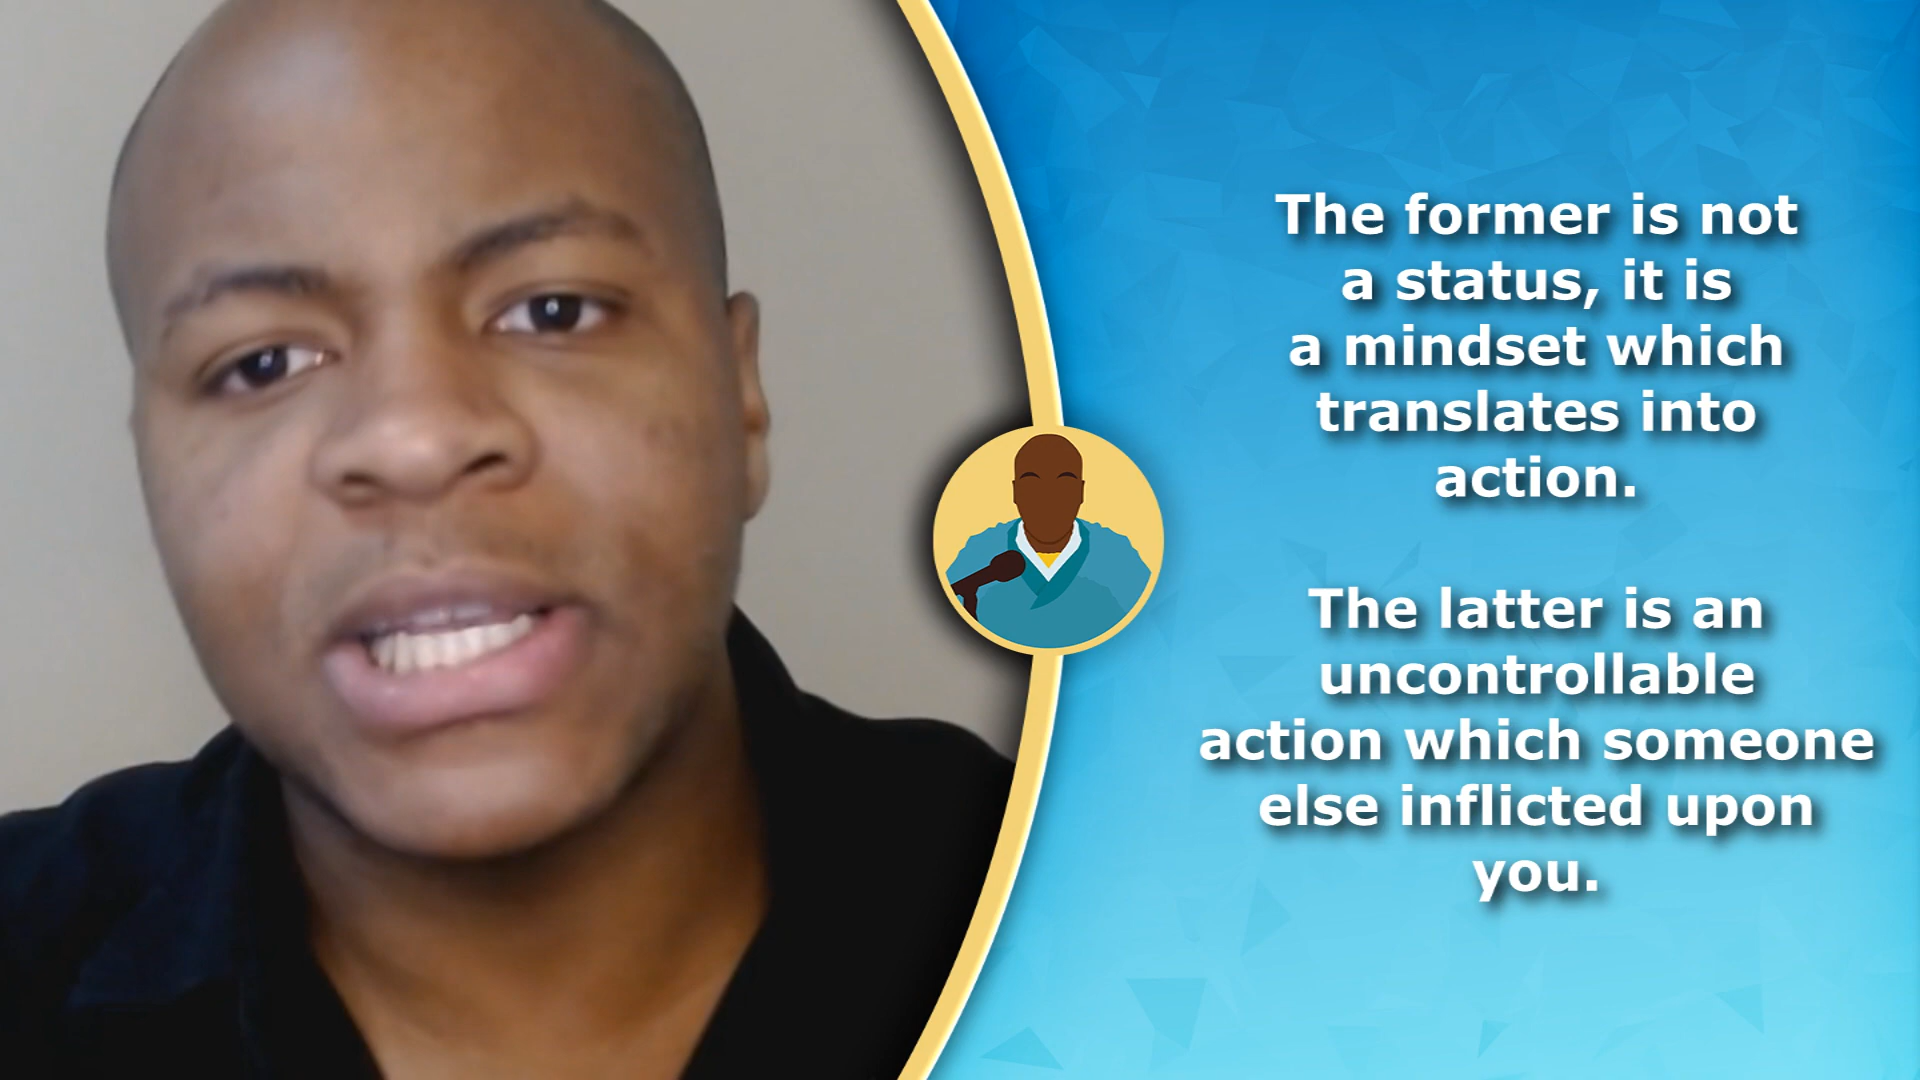 The former is not
a status, it is
a mindset which
translates into
action.
The latter is an
uncontrollable
action which someone
else inflicted upon
you.